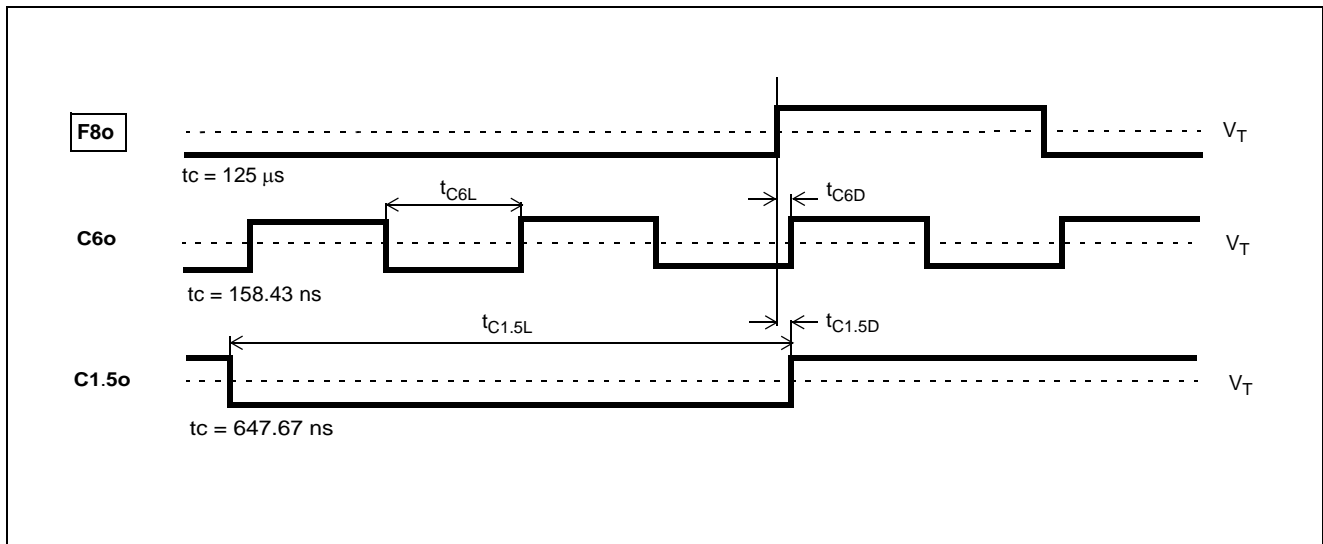 F8o
V_T
tc = 125 μs
t_C6L
t_C6D
C6o
V_T
tc = 158.43 ns
t_C1.5L
t_C1.5D
C1.5o
V_T
tc = 647.67 ns